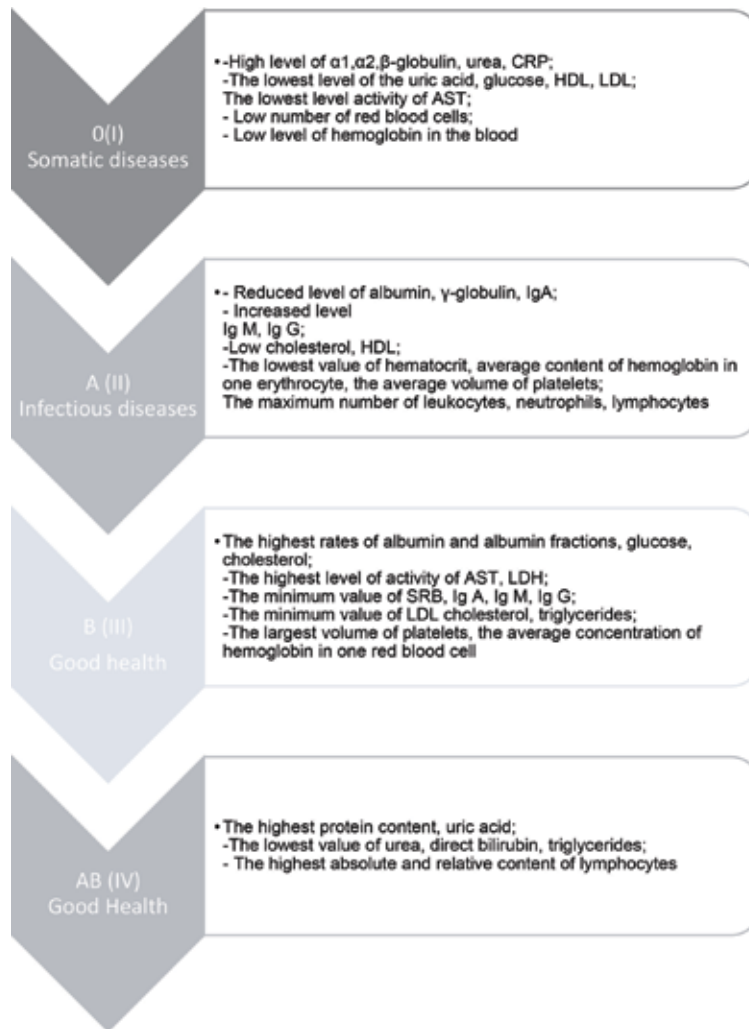 0(I)
Somatic diseases
•-High level of α1,α2,β-globulin, urea, CRP;
-The lowest level of the uric acid, glucose, HDL, LDL;
The lowest level activity of AST;
- Low number of red blood cells;
- Low level of hemoglobin in the blood
A (II)
Infectious diseases
•- Reduced level of albumin, γ-globulin, IgA;
- Increased level
Ig M, Ig G;
-Low cholesterol, HDL;
-The lowest value of hematocrit, average content of hemoglobin in
one erythrocyte, the average volume of platelets;
The maximum number of leukocytes, neutrophils, lymphocytes
B (III)
Good health
•The highest rates of albumin and albumin fractions, glucose,
cholesterol;
-The highest level of activity of AST, LDH;
-The minimum value of SRB, Ig A, Ig M, Ig G;
-The minimum value of LDL cholesterol, triglycerides;
-The largest volume of platelets, the average concentration of
hemoglobin in one red blood cell
AB (IV)
Good Health
•The highest protein content, uric acid;
-The lowest value of urea, direct bilirubin, triglycerides;
- The highest absolute and relative content of lymphocytes